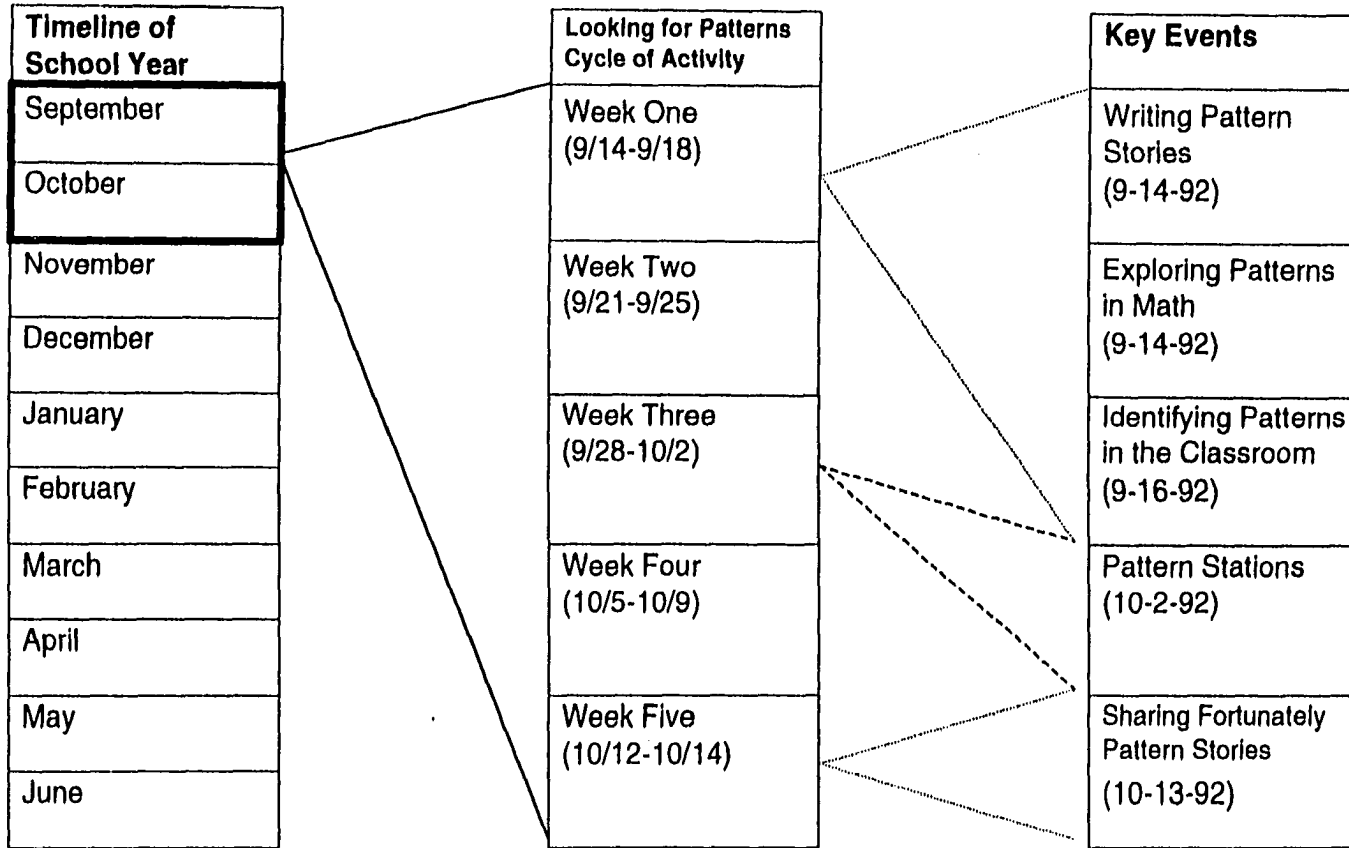 Timeline of
School Year
September
October
November
December
January
February
March
April
May
June
Looking for Patterns
Cycle of Activity
Week One
(9/14-9/18)
Week Two
(9/21-9/25)
Week Three
(9/28-10/2)
Week Four
(10/5-10/9)
Week Five
(10/12-10/14)
Key Events
Writing Pattern
Stories
(9-14-92)
Exploring Patterns
in Math
(9-14-92)
Identifying Patterns
in the Classroom
(9-16-92)
Pattern Stations
(10-2-92)
Sharing Fortunately
Pattern Stories
(10-13-92)